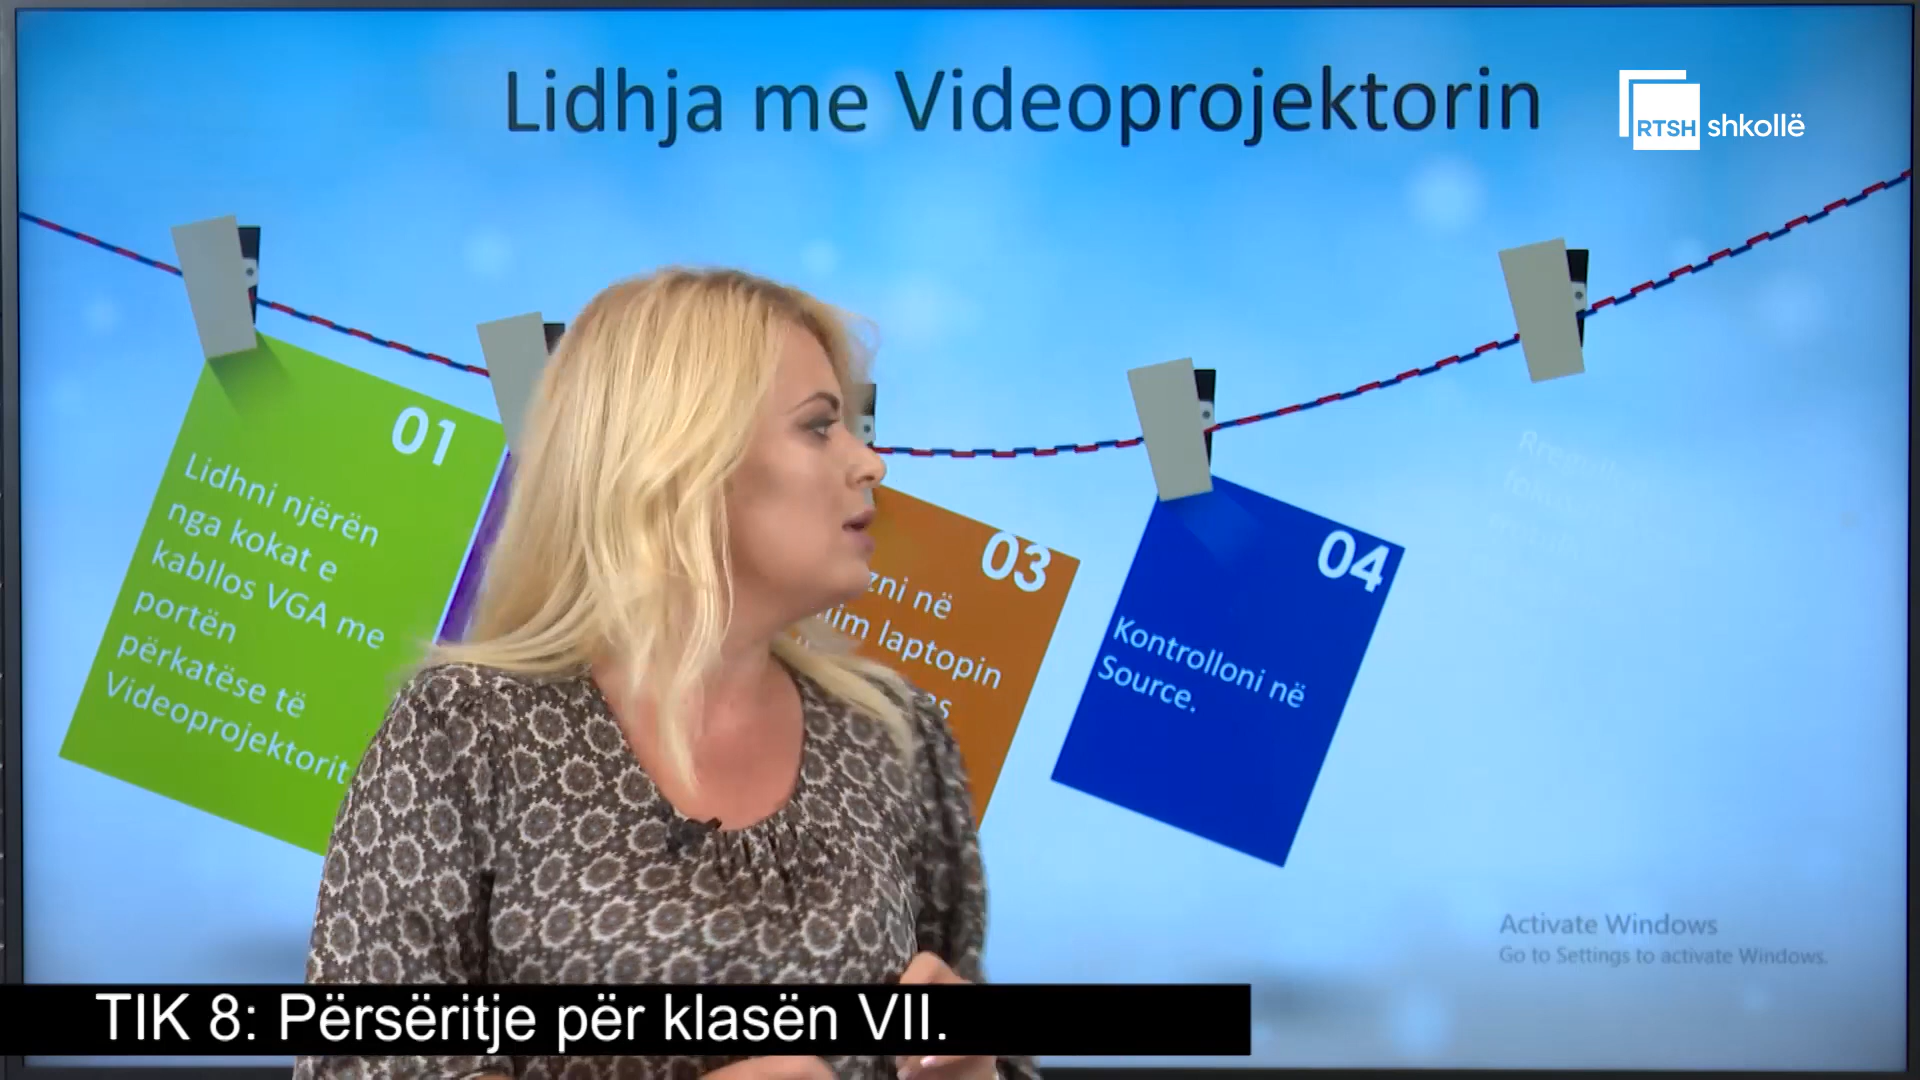 Lidhja me Videoprojektorin
RTSH shkollë
01
Lidhni njërën
nga kokat e
kabllos VGA me
portën
përkatëse të
Videoprojektorit
03
në
laptopin
04
Kontrolloni në
Source.
Activate Windows
Go to Settings to activate Windows.
TIK 8: Përsëritje për klasën VII.